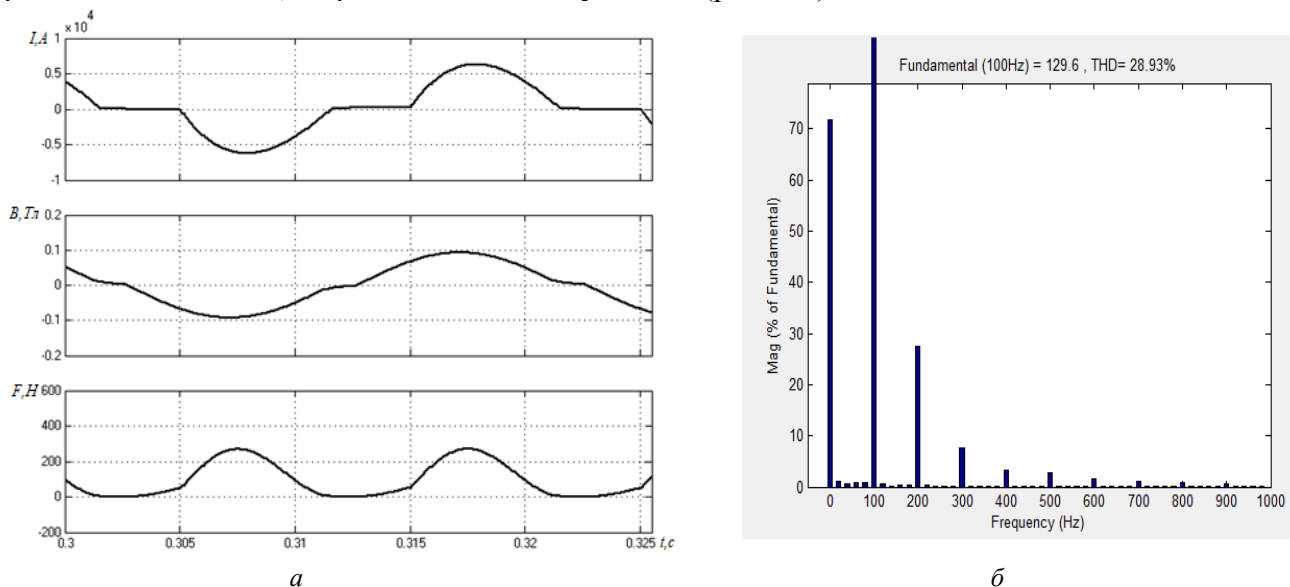 × 10⁴
I,A 1
0.5
0
-0.5
-1
B,Тл 0.2
0.1
0
-0.1
-0.2
F,Н 600
400
200
0
-200
0.3 0.305 0.31 0.315 0.32 0.325 t,c
а
Fundamental (100Hz) = 129.6 , THD= 28.93%
Mag (% of Fundamental)
70
60
50
40
30
20
10
0
0 100 200 300 400 500 600 700 800 900 1000
Frequency (Hz)
б